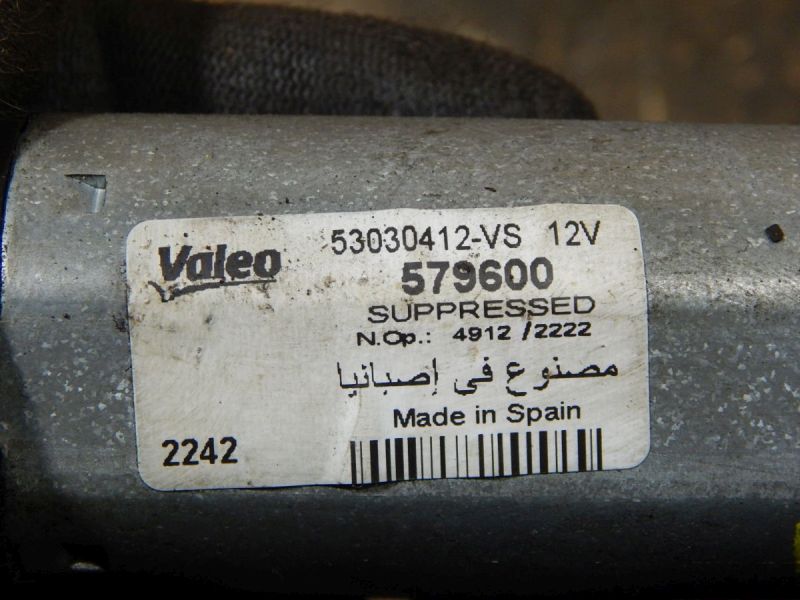 Valeo 53030412-VS 12V
579600
SUPPRESSED
N.Op.: 4912 /2222
مصنوع في إصبانيا
Made in Spain
2242